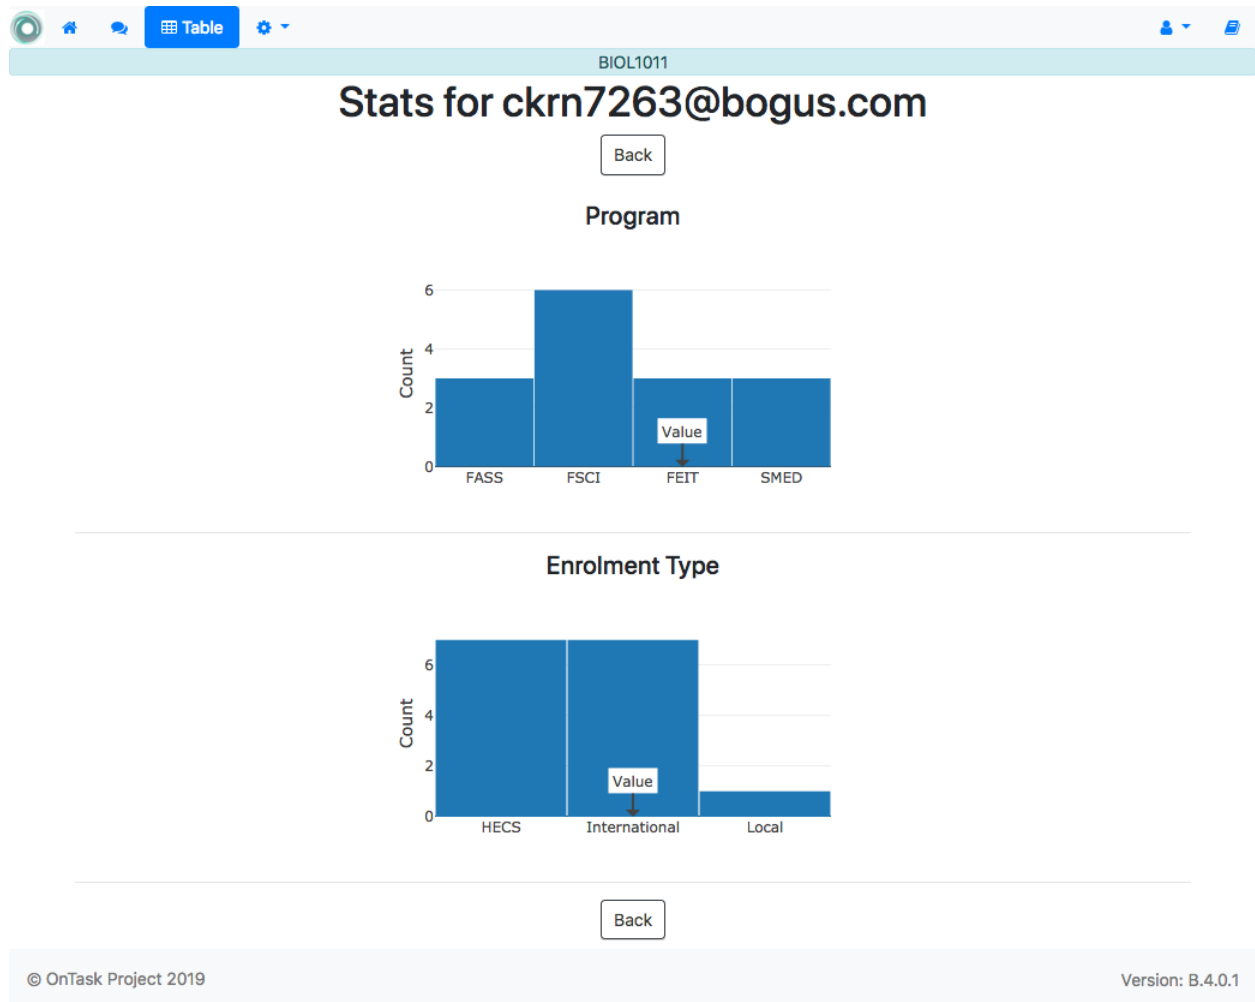 Table
BIOL1011
Stats for ckrn7263@bogus.com
Back
Program
6
4
2
0
Count
Value
FASS FSCI FEIT SMED
Enrolment Type
6
4
2
0
Count
Value
HECS International Local
Back
© OnTask Project 2019 Version: B.4.0.1